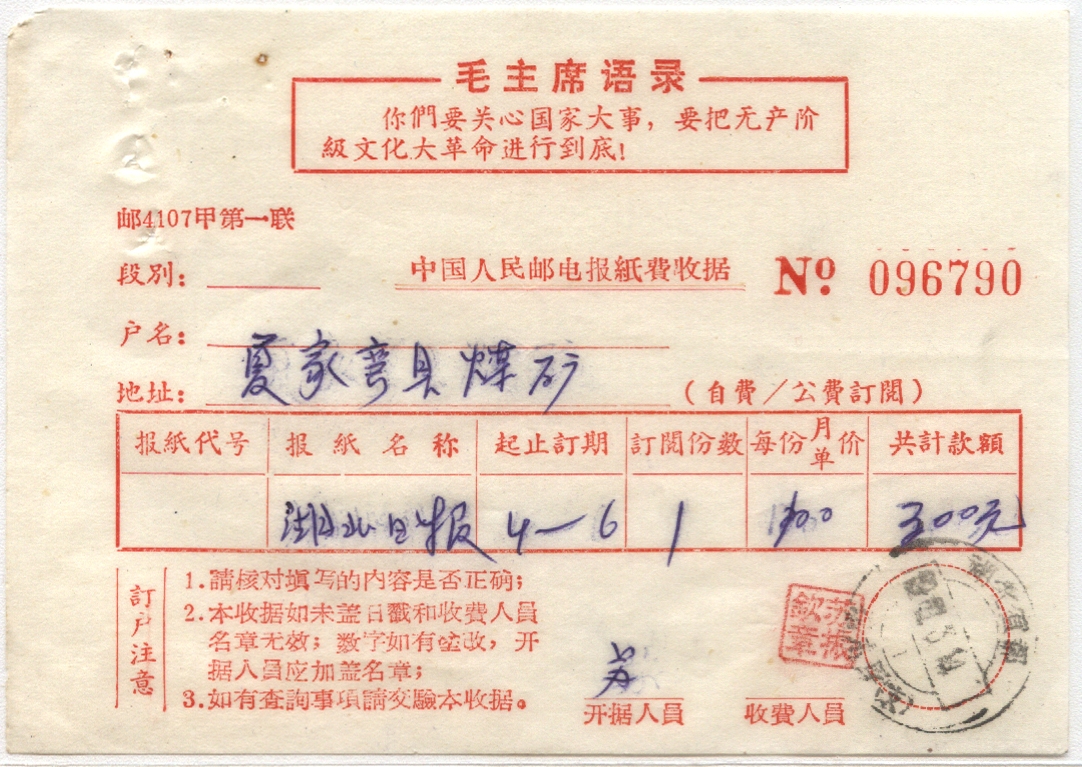 毛主席语录
你們要关心国家大事，要把无产阶
級文化大革命进行到底！
邮4107甲第一联
段別：
中国人民邮电报紙費收据
№ 096790
户名：
夏家弯县煤矿
地址：
（自費／公費訂閱）
报紙代号 报紙名称 起止訂期 訂閱份数 每份月单价 共計款額
湖北日报 4—6 1 1.00 3.00元
訂户注意
1.請核对填写的内容是否正确；
2.本收据如未盖日戳和收費人員
名章无效；数字如有塗改，开
据人員应加盖名章；
3.如有查詢事項請交驗本收据。
开据人員
收費人員